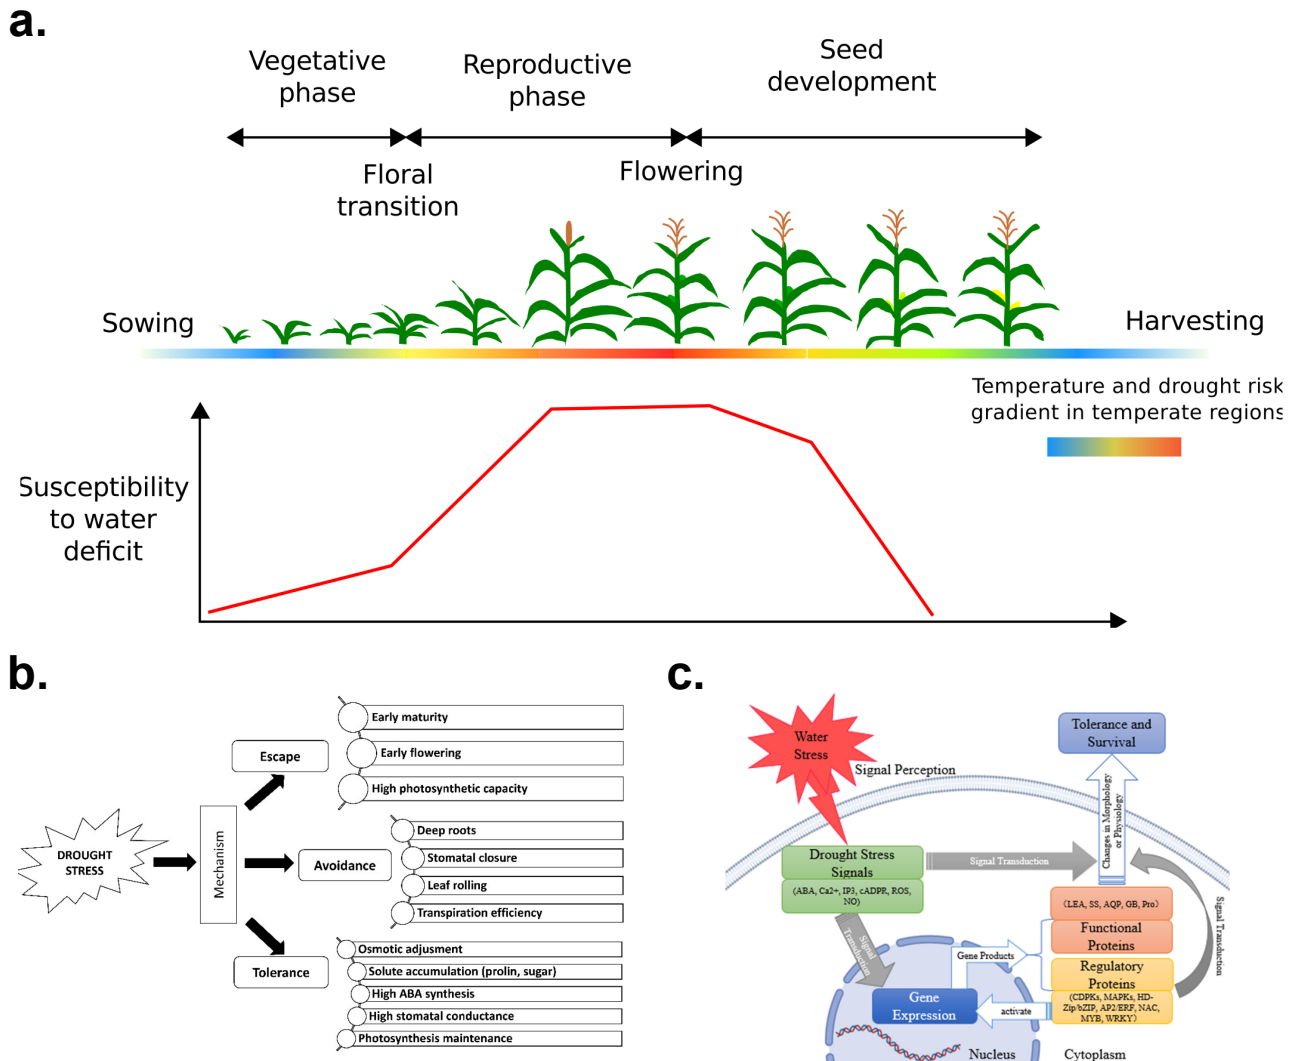 a.
Vegetative
phase
Reproductive
phase
Seed
development
Floral
transition
Flowering
Sowing
Harvesting
Temperature and drought risk
gradient in temperate regions
Susceptibility
to water
deficit
b.
DROUGHT
STRESS
Mechanism
Escape
Early maturity
Early flowering
High photosynthetic capacity
Avoidance
Deep roots
Stomatal closure
Leaf rolling
Transpiration efficiency
Tolerance
Osmotic adjusment
Solute accumulation (prolin, sugar)
High ABA synthesis
High stomatal conductance
Photosynthesis maintenance
c.
Water
Stress
Signal Perception
Tolerance and
Survival
Changes in Morphology
or Physiology
Drought Stress
Signals
(ABA, Ca2+, IP3, cADPR, ROS,
NO)
Signal Transduction
Signal
Transduction
(LEA, SS, AQP, GB, Pro)
Functional
Proteins
Regulatory
Proteins
(CDPKs, MAPKs, HD-
Zip/bZIP, AP2/ERF, NAC,
MYB, WRKY)
Signal Transduction
Gene Products
Gene
Expression
activate
Nucleus
Cytoplasm